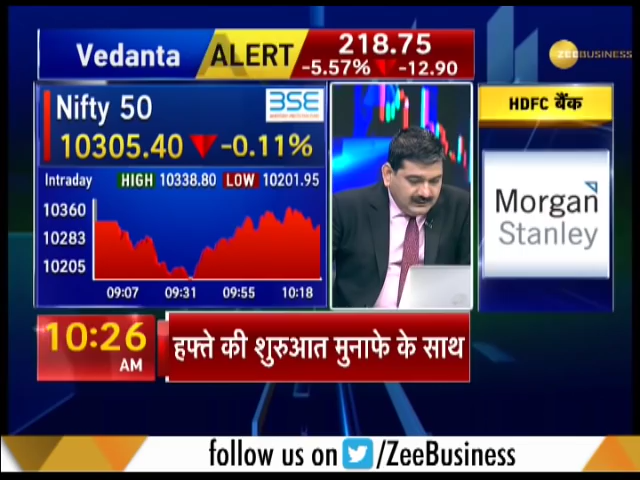 Vedanta
ALERT
218.75
-5.57% -12.90
ZEEBUSINESS
Nifty 50
BSE
10305.40 -0.11%
Intraday HIGH 10338.80 LOW 10201.95
10360
10283
10205
09:07 09:31 09:55 10:18
HDFC बैंक
Morgan
Stanley
10:26
AM
हफ्ते की शुरुआत मुनाफे के साथ
follow us on /ZeeBusiness